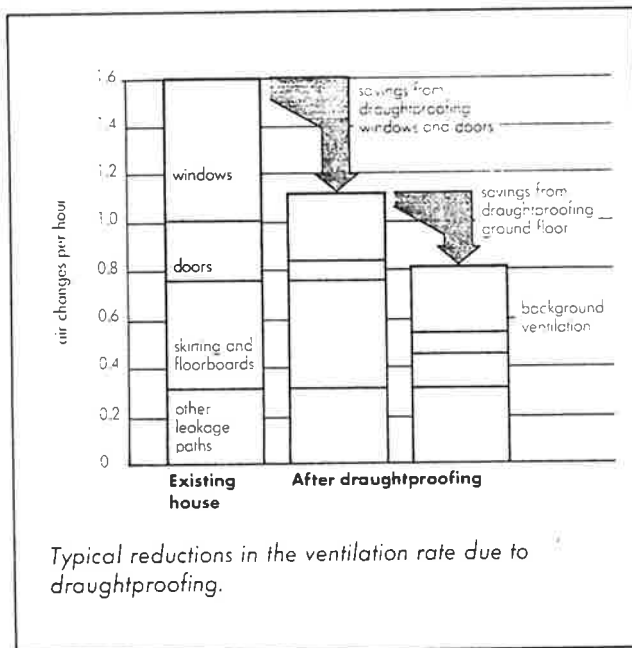 air changes per hour
1.6
1.4
1.2
1.0
0.8
0.6
0.4
0.2
0
windows
doors
skirting and
floorboards
other
leakage
paths
savings from
draughtproofing
windows and doors
savings from
draughtproofing
ground floor
background
ventilation
Existing
house
After draughtproofing
Typical reductions in the ventilation rate due to
draughtproofing.